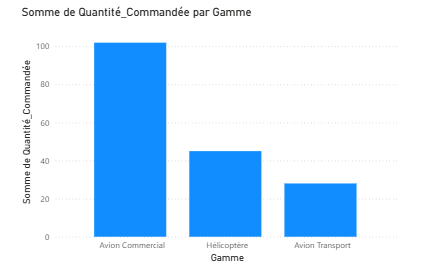 Somme de Quantité_Commandée par Gamme
Somme de Quantité_Commandée
100
80
60
40
20
0
Avion Commercial
Hélicoptère
Avion Transport
Gamme